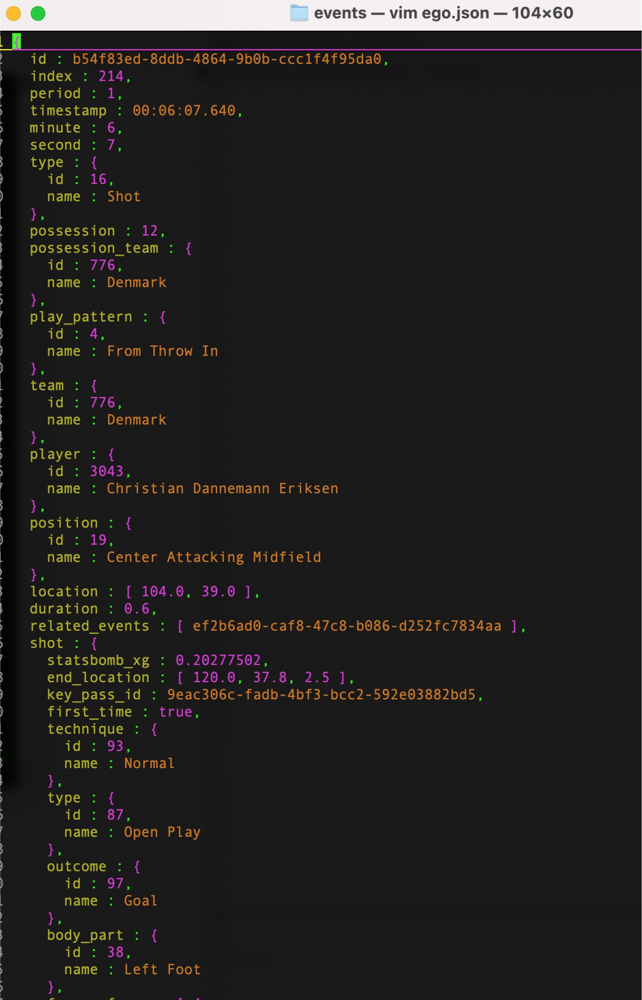 events — vim ego.json — 104×60
{
id : b54f83ed-8ddb-4864-9b0b-ccc1f4f95da0,
index : 214,
period : 1,
timestamp : 00:06:07.640,
minute : 6,
second : 7,
type : {
id : 16,
name : Shot
},
possession : 12,
possession_team : {
id : 776,
name : Denmark
},
play_pattern : {
id : 4,
name : From Throw In
},
team : {
id : 776,
name : Denmark
},
player : {
id : 3043,
name : Christian Dannemann Eriksen
},
position : {
id : 19,
name : Center Attacking Midfield
},
location : [ 104.0, 39.0 ],
duration : 0.6,
related_events : [ ef2b6ad0-caf8-47c8-b086-d252fc7834aa ],
shot : {
statsbomb_xg : 0.20277502,
end_location : [ 120.0, 37.8, 2.5 ],
key_pass_id : 9eac306c-fadb-4bf3-bcc2-592e03882bd5,
first_time : true,
technique : {
id : 93,
name : Normal
},
type : {
id : 87,
name : Open Play
},
outcome : {
id : 97,
name : Goal
},
body_part : {
id : 38,
name : Left Foot
},